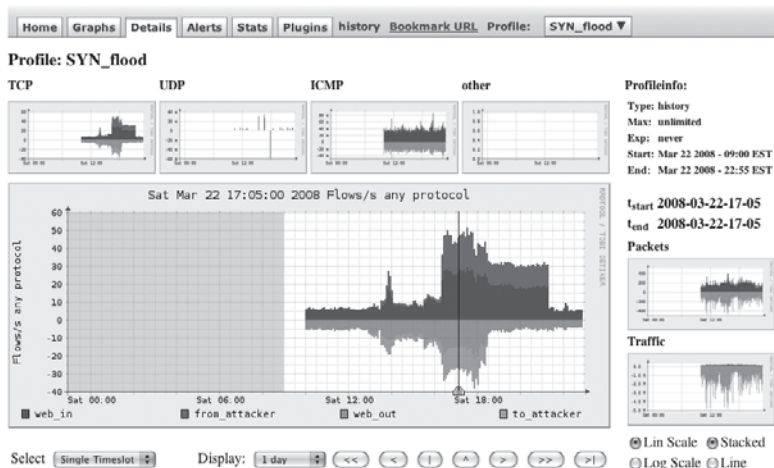 Home Graphs Details Alerts Stats Plugins history Bookmark URL Profile: SYN_flood ▼
Profile: SYN_flood
TCP UDP ICMP other Profileinfo:
Type: history
Max: unlimited
Exp: never
Start: Mar 22 2008 - 09:00 EST
End: Mar 22 2008 - 22:55 EST
tstart 2008-03-22-17-05
tend 2008-03-22-17-05
Packets
Traffic
Sat Mar 22 17:05:00 2008 Flows/s any protocol
Flows/s any protocol
60
50
40
30
20
10
0
-10
-20
-30
-40
Sat 00:00 Sat 06:00 Sat 12:00 Sat 18:00
web_in from_attacker web_out to_attacker
RRDTOOL / TOBI OETIKER
Lin Scale Stacked
Log Scale Line
Select Single Timeslot Display: 1 day << < | ^ > >> >|